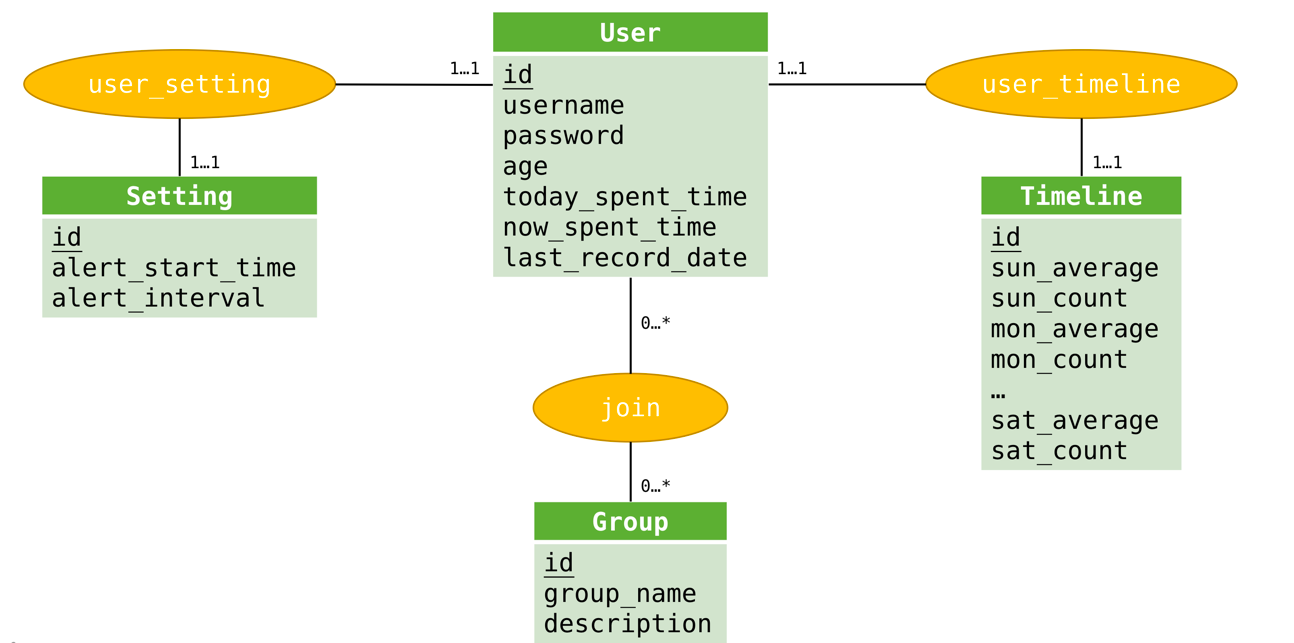 User
user_setting
1…1
id
username
password
age
today_spent_time
now_spent_time
last_record_date
1…1
user_timeline
1…1
Setting
id
alert_start_time
alert_interval
1…1
Timeline
id
sun_average
sun_count
mon_average
mon_count
…
sat_average
sat_count
0…*
join
0…*
Group
id
group_name
description